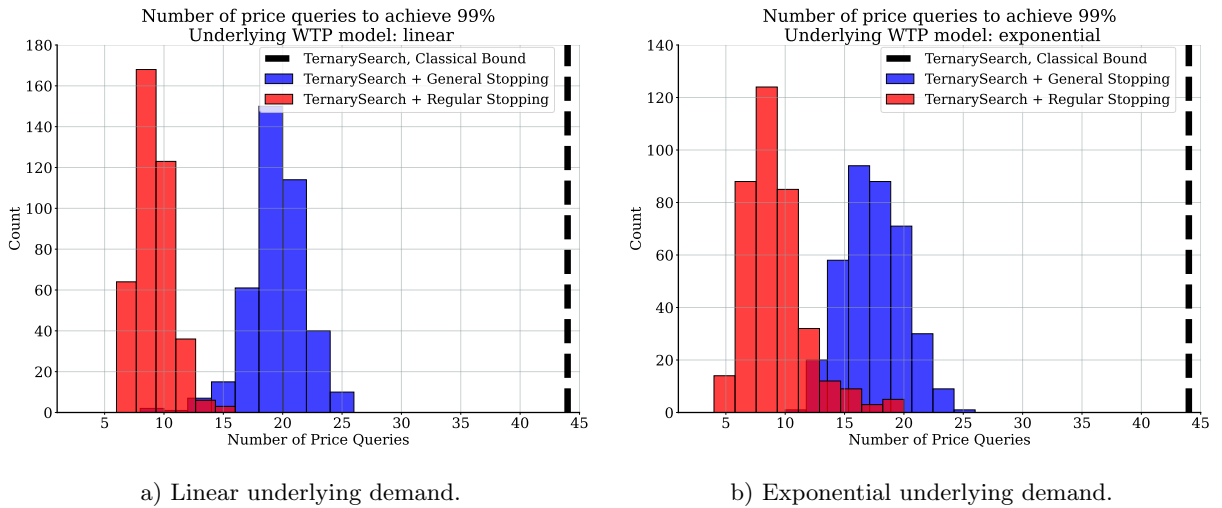 Number of price queries to achieve 99%
Underlying WTP model: linear
TernarySearch, Classical Bound
TernarySearch + General Stopping
TernarySearch + Regular Stopping
180
160
140
120
100
80
60
40
20
0
Count
5 10 15 20 25 30 35 40 45
Number of Price Queries
a) Linear underlying demand.
Number of price queries to achieve 99%
Underlying WTP model: exponential
TernarySearch, Classical Bound
TernarySearch + General Stopping
TernarySearch + Regular Stopping
140
120
100
80
60
40
20
0
Count
5 10 15 20 25 30 35 40 45
Number of Price Queries
b) Exponential underlying demand.